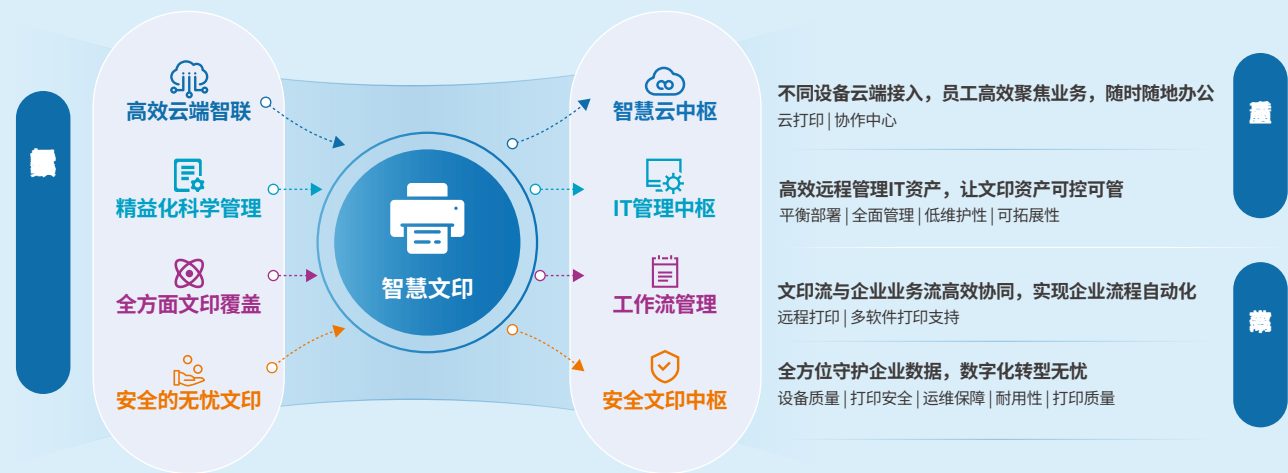 高效云端智联
精益化科学管理
全方面文印覆盖
安全的无忧文印
智慧文印
智慧云中枢
IT管理中枢
工作流管理
安全文印中枢
不同设备云端接入，员工高效聚焦业务，随时随地办公
云打印 | 协作中心
高效远程管理IT资产，让文印资产可控可管
平衡部署 | 全面管理 | 低维护性 | 可拓展性
文印流与企业业务流高效协同，实现企业流程自动化
远程打印 | 多软件打印支持
全方位守护企业数据，数字化转型无忧
设备质量 | 打印安全 | 运维保障 | 耐用性 | 打印质量